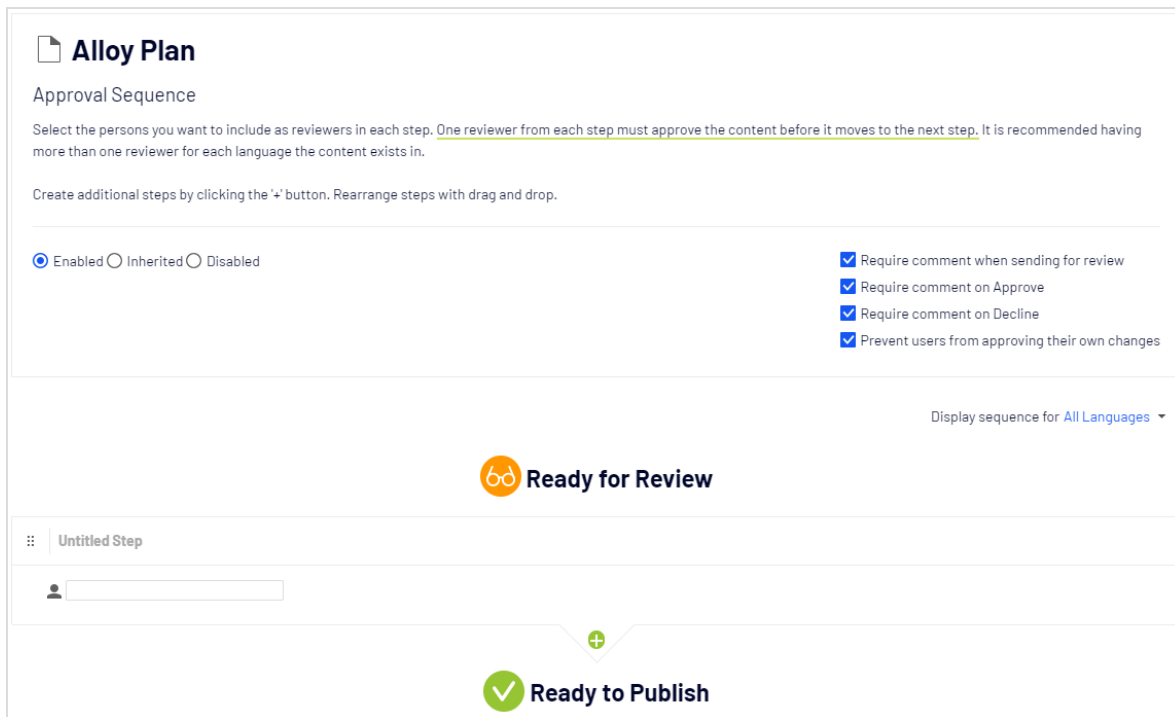 Alloy Plan
Approval Sequence
Select the persons you want to include as reviewers in each step. One reviewer from each step must approve the content before it moves to the next step. It is recommended having
more than one reviewer for each language the content exists in.
Create additional steps by clicking the '+' button. Rearrange steps with drag and drop.
Enabled Inherited Disabled
Require comment when sending for review
Require comment on Approve
Require comment on Decline
Prevent users from approving their own changes
Display sequence for All Languages
Ready for Review
Untitled Step
Ready to Publish